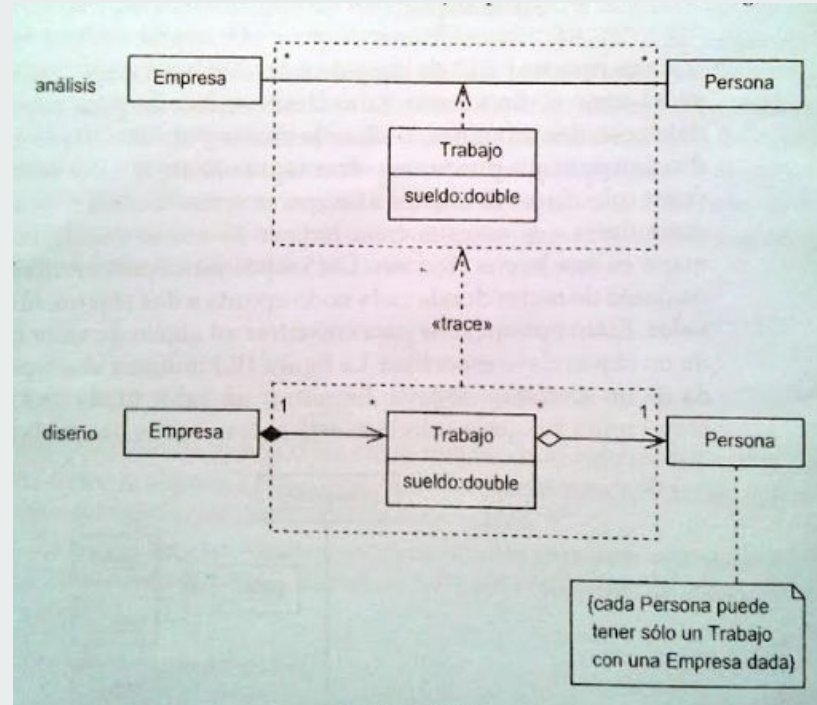 *
*
análisis
Empresa
Persona
Trabajo
sueldo:double
«trace»
diseño
Empresa
1
Trabajo
sueldo:double
*
1
Persona
{cada Persona puede
tener sólo un Trabajo
con una Empresa dada}